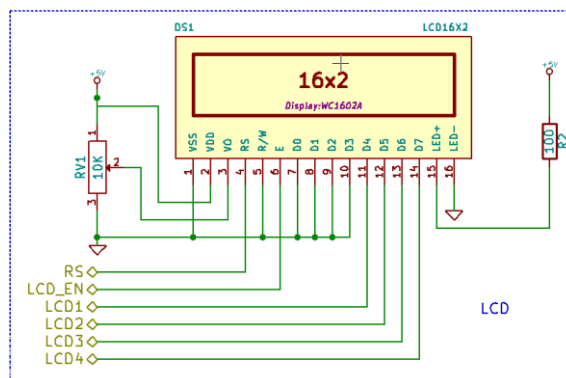 DS1 LCD16X2
+5V +5V
16x2
Display:WC1602A
VSS VDD VO RS R/W E D0 D1 D2 D3 D4 D5 D6 D7 LED+ LED-
1 2 3 4 5 6 7 8 9 10 11 12 13 14 15 16
1
RV1 10K 2
3
100 R2
RS
LCD_EN
LCD1
LCD2
LCD3
LCD4
LCD